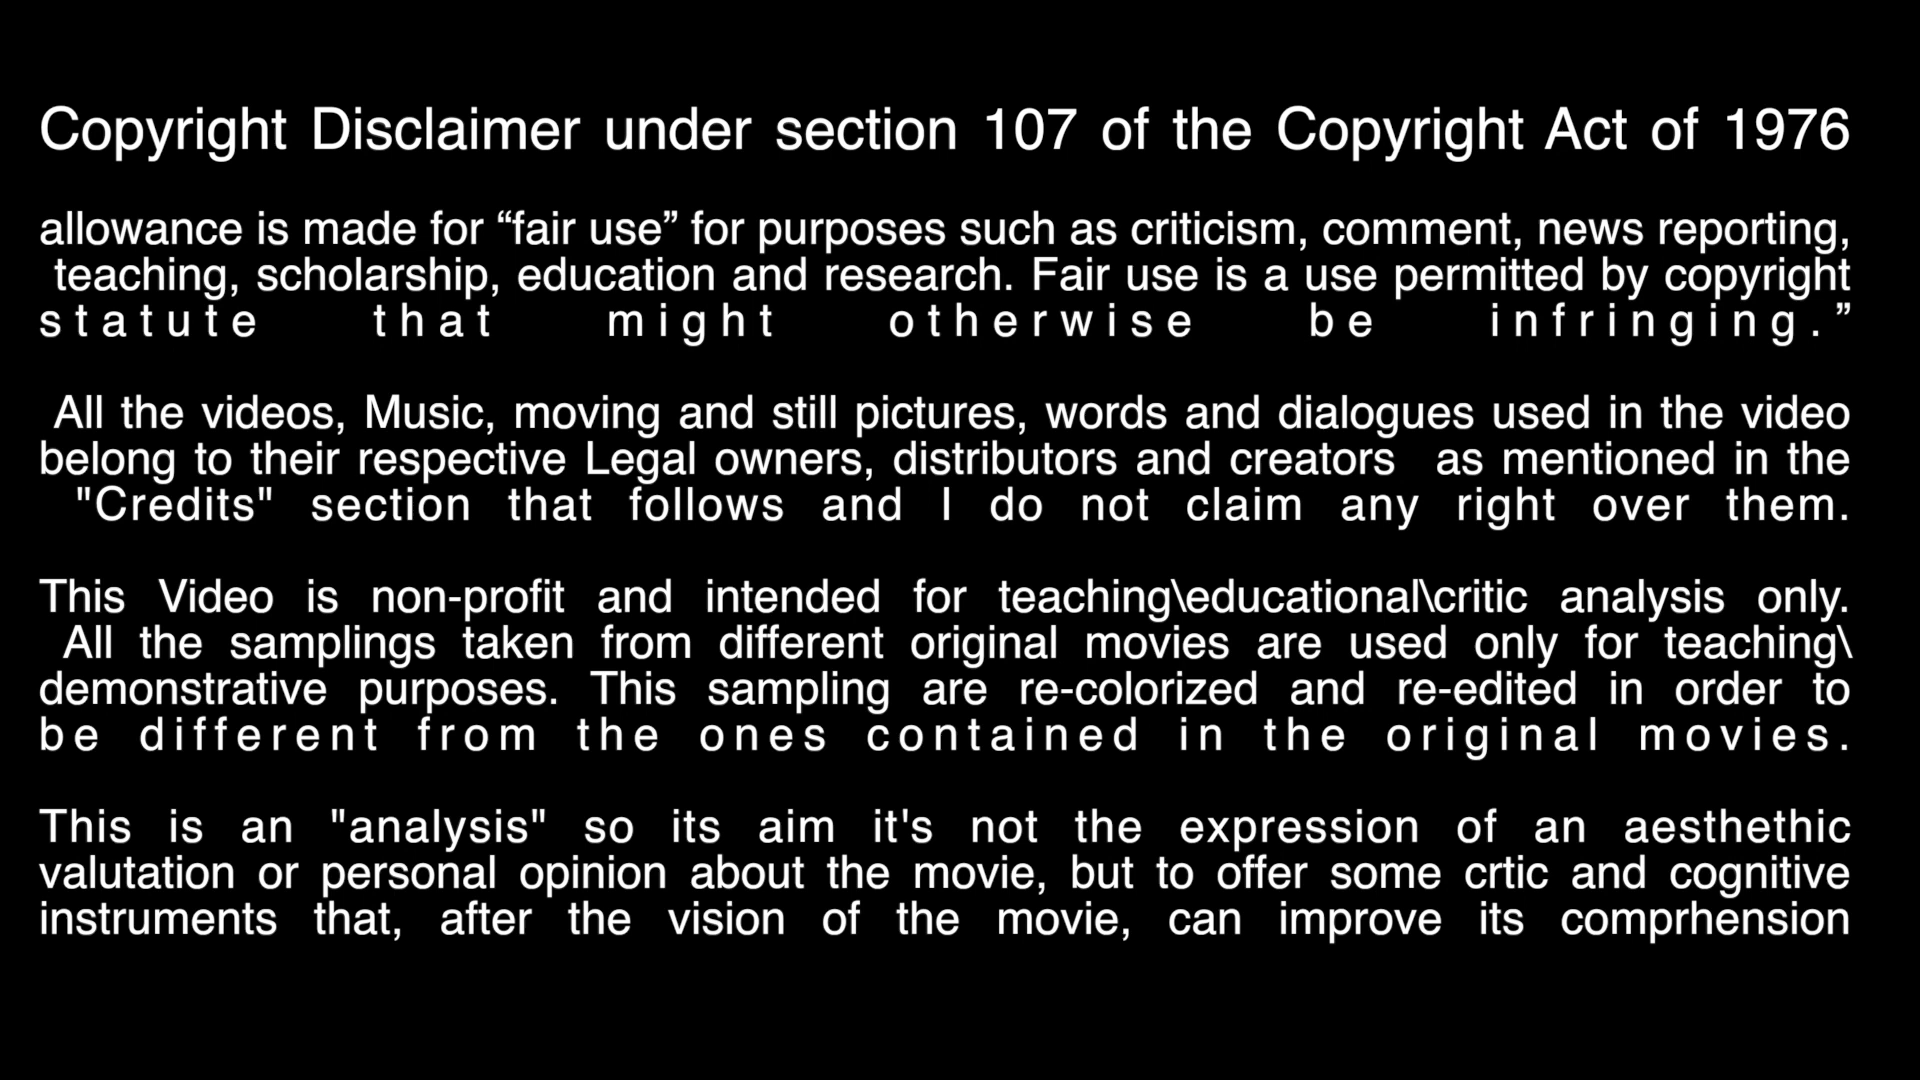 Copyright Disclaimer under section 107 of the Copyright Act of 1976
allowance is made for “fair use” for purposes such as criticism, comment, news reporting,
teaching, scholarship, education and research. Fair use is a use permitted by copyright
statute that might otherwise be infringing.”
All the videos, Music, moving and still pictures, words and dialogues used in the video
belong to their respective Legal owners, distributors and creators as mentioned in the
"Credits" section that follows and I do not claim any right over them.
This Video is non-profit and intended for teaching\educational\critic analysis only.
All the samplings taken from different original movies are used only for teaching\
demonstrative purposes. This sampling are re-colorized and re-edited in order to
be different from the ones contained in the original movies.
This is an "analysis" so its aim it's not the expression of an aesthethic
valutation or personal opinion about the movie, but to offer some crtic and cognitive
instruments that, after the vision of the movie, can improve its comprhension